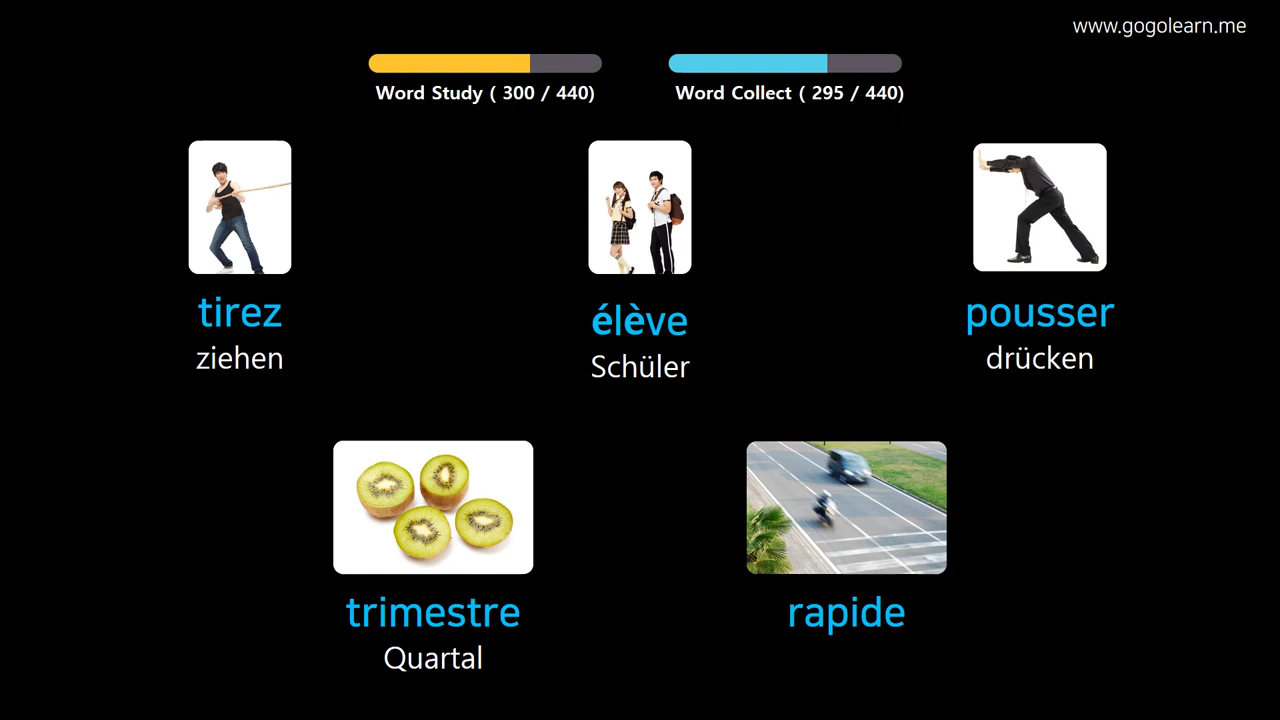 www.gogolearn.me
Word Study ( 300 / 440)
Word Collect ( 295 / 440)
tirez
ziehen
élève
Schüler
pousser
drücken
trimestre
Quartal
rapide